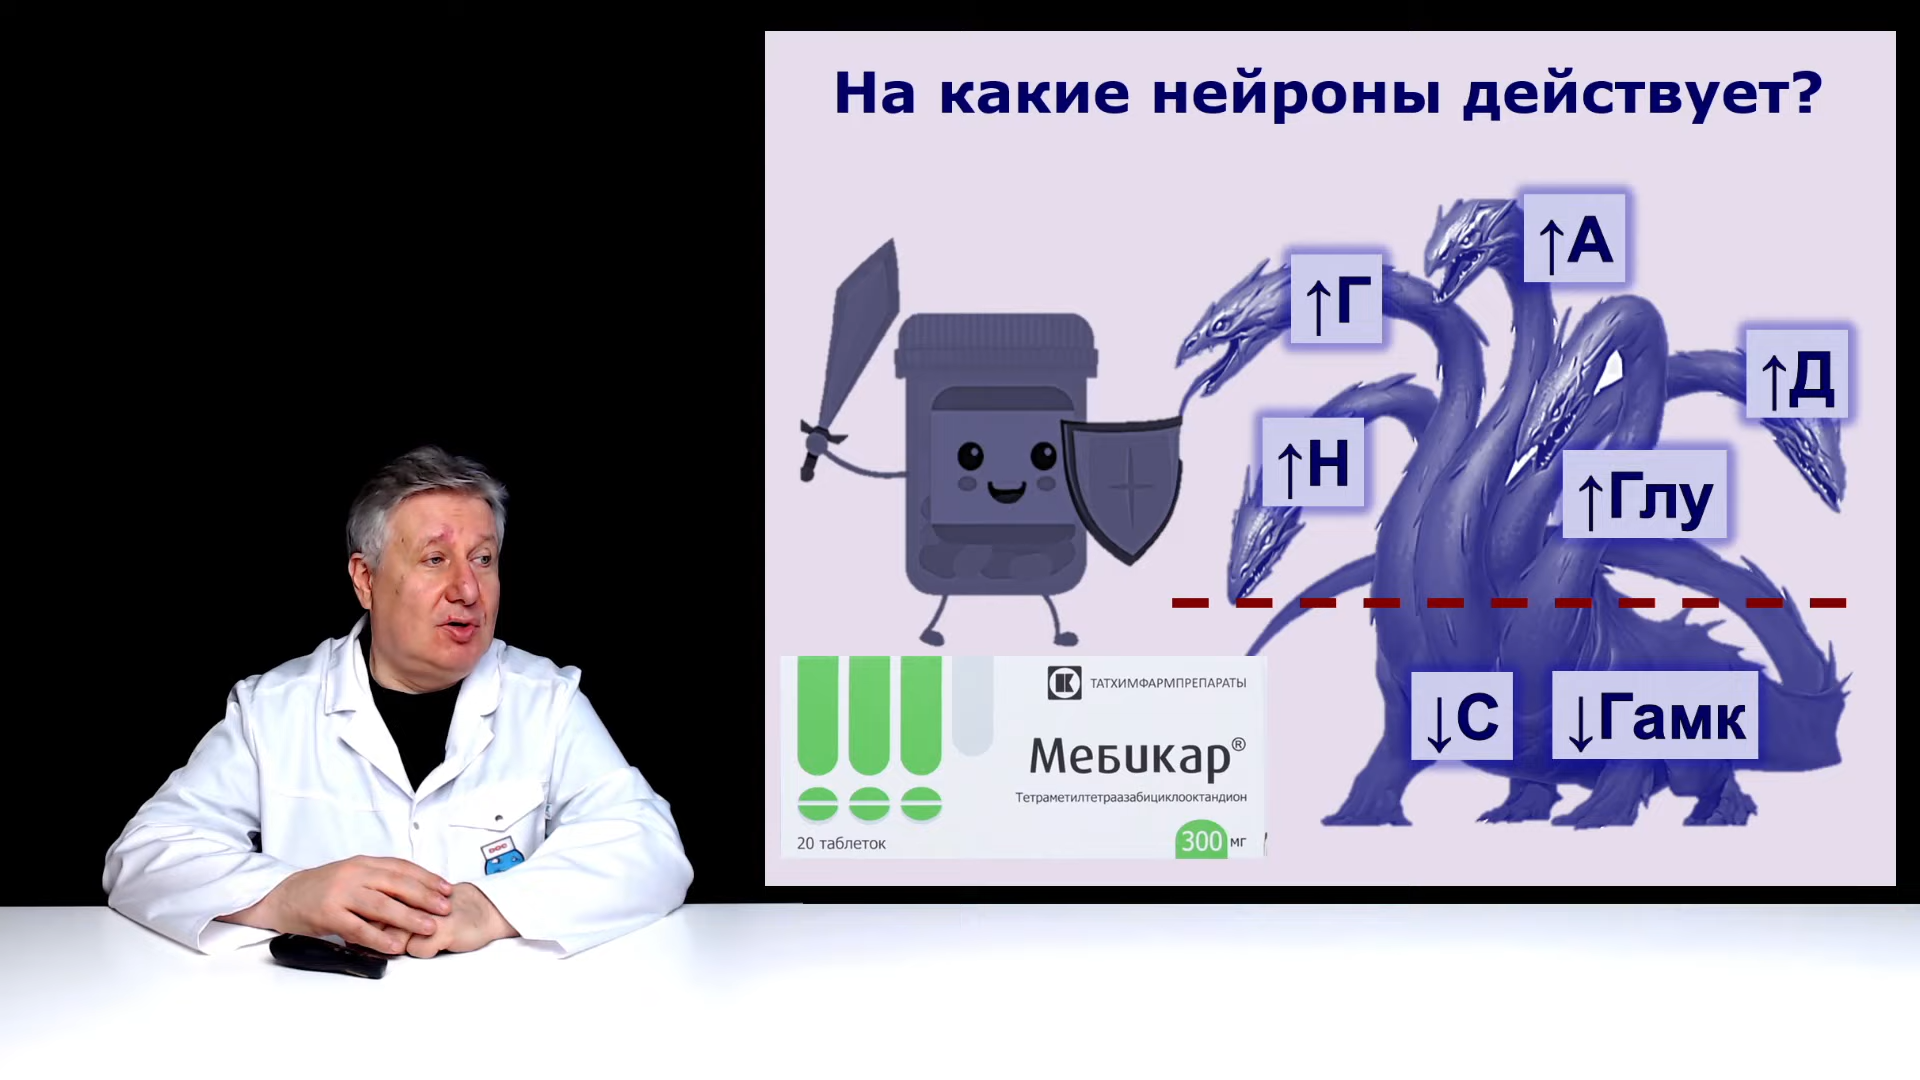 На какие нейроны действует?
↑А
↑Г
↑Д
↑Н
↑Глу
↓С
↓Гамк
ТАТХИМФАРМПРЕПАРАТЫ
Мебикар®
Тетраметилтетраазабициклооктандион
300 мг
20 таблеток